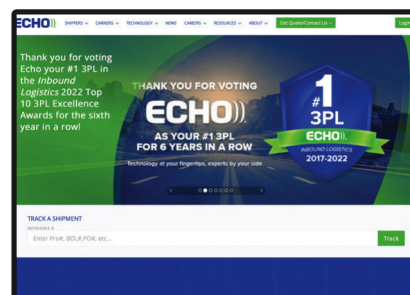 ECHO
SHIPPERS CARRIERS TECHNOLOGY NEWS CAREERS RESOURCES ABOUT Get Quote/Contact Us Login
Thank you for voting
Echo your #1 3PL in
the Inbound
Logistics 2022 Top
10 3PL Excellence
Awards for the sixth
year in a row!
THANK YOU FOR VOTING
ECHO
AS YOUR #1 3PL
FOR 6 YEARS IN A ROW
Technology at your fingertips, experts by your side
#1
3PL
ECHO
INBOUND LOGISTICS
2017-2022
TRACK A SHIPMENT
REFERENCE #
Enter Pro#, BOL#,PO#, etc...
Track